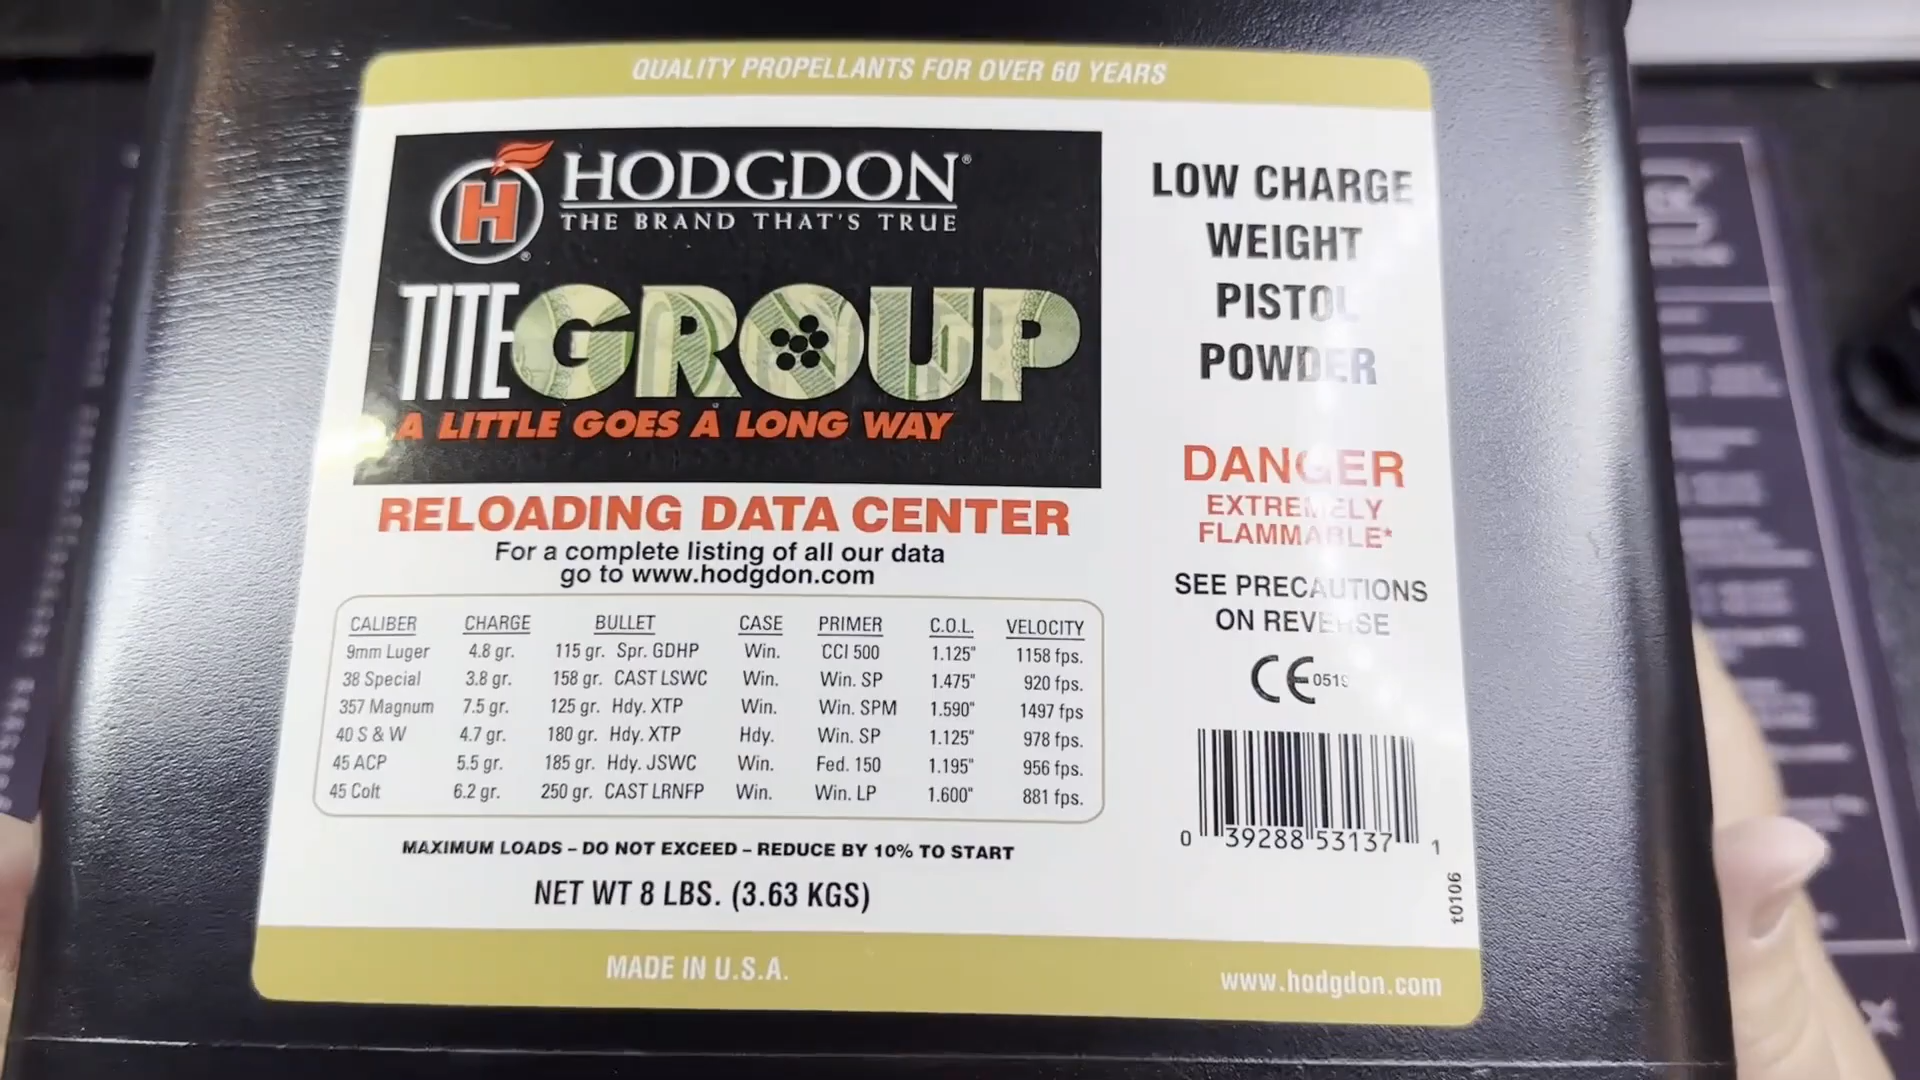 QUALITY PROPELLANTS FOR OVER 60 YEARS
H
®
HODGDON®
THE BRAND THAT'S TRUE
TITEGROUP
A LITTLE GOES A LONG WAY
LOW CHARGE
WEIGHT
PISTOL
POWDER
DANGER
EXTREMELY
FLAMMABLE*
SEE PRECAUTIONS
ON REVERSE
CE 0519
RELOADING DATA CENTER
For a complete listing of all our data
go to www.hodgdon.com
CALIBER CHARGE BULLET CASE PRIMER C.O.L. VELOCITY
9mm Luger 4.8 gr. 115 gr. Spr. GDHP Win. CCI 500 1.125" 1158 fps.
38 Special 3.8 gr. 158 gr. CAST LSWC Win. Win. SP 1.475" 920 fps.
357 Magnum 7.5 gr. 125 gr. Hdy. XTP Win. Win. SPM 1.590" 1497 fps
40 S & W 4.7 gr. 180 gr. Hdy. XTP Hdy. Win. SP 1.125" 978 fps.
45 ACP 5.5 gr. 185 gr. Hdy. JSWC Win. Fed. 150 1.195" 956 fps.
45 Colt 6.2 gr. 250 gr. CAST LRNFP Win. Win. LP 1.600" 881 fps.
MAXIMUM LOADS – DO NOT EXCEED – REDUCE BY 10% TO START
NET WT 8 LBS. (3.63 KGS)
0 39288 53137 1
t0106
MADE IN U.S.A.
www.hodgdon.com